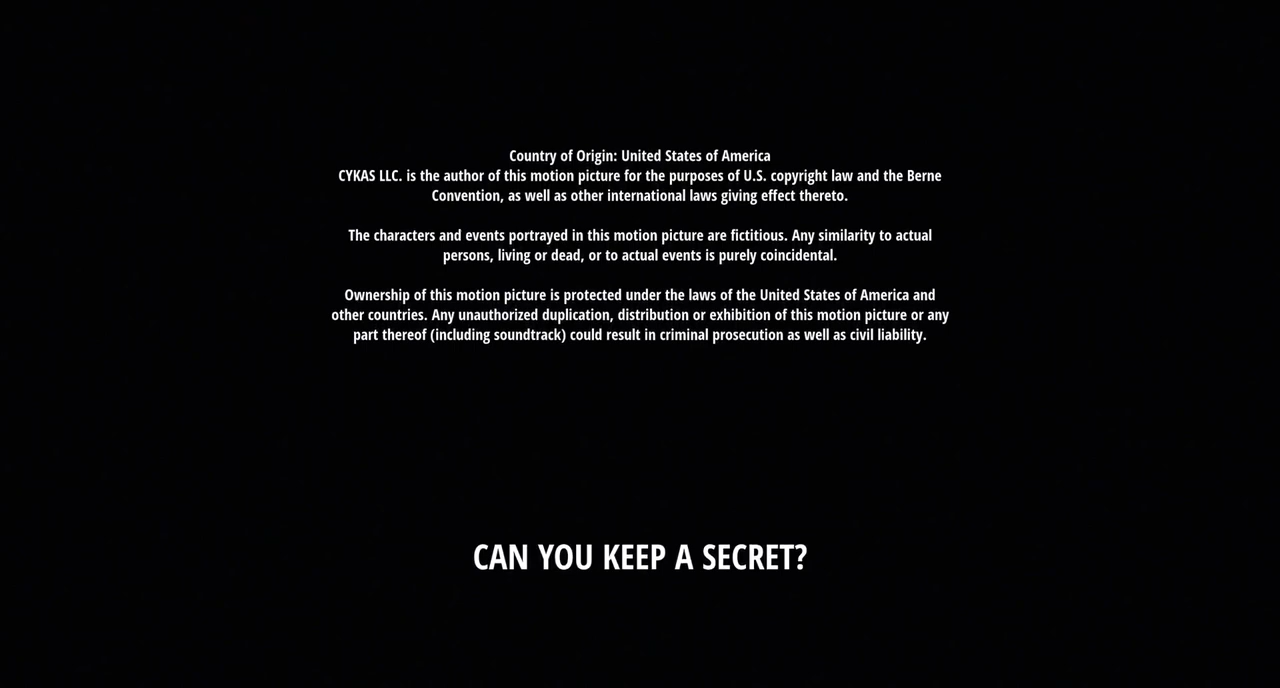 Country of Origin: United States of America
CYKAS LLC. is the author of this motion picture for the purposes of U.S. copyright law and the Berne
Convention, as well as other international laws giving effect thereto.
The characters and events portrayed in this motion picture are fictitious. Any similarity to actual
persons, living or dead, or to actual events is purely coincidental.
Ownership of this motion picture is protected under the laws of the United States of America and
other countries. Any unauthorized duplication, distribution or exhibition of this motion picture or any
part thereof (including soundtrack) could result in criminal prosecution as well as civil liability.
CAN YOU KEEP A SECRET?